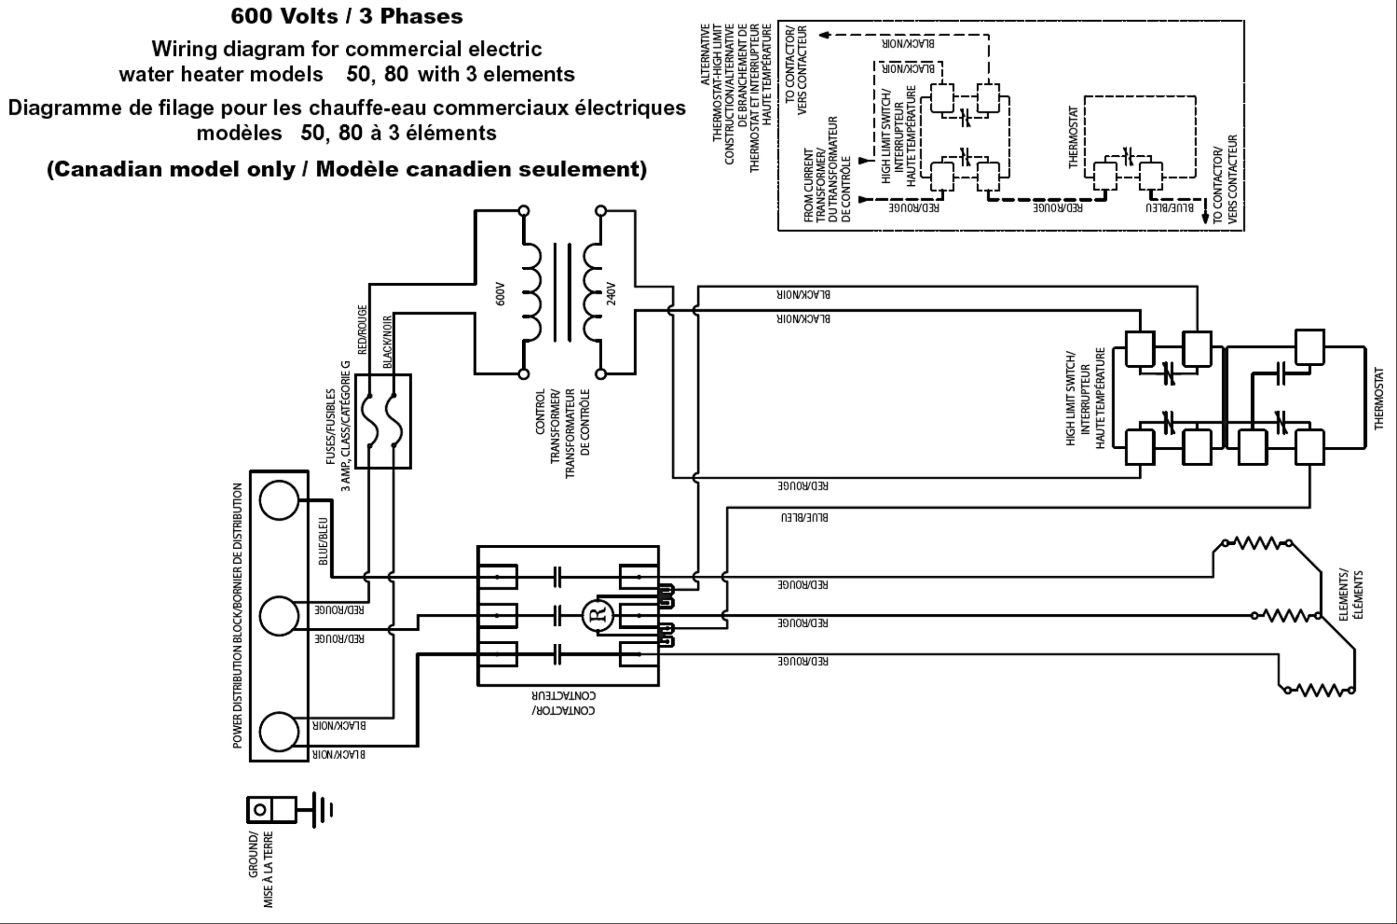 600 Volts / 3 Phases
Wiring diagram for commercial electric
water heater models 50, 80 with 3 elements
Diagramme de filage pour les chauffe-eau commerciaux électriques
modèles 50, 80 à 3 éléments
(Canadian model only / Modèle canadien seulement)
ALTERNATIVE
THERMOSTAT-HIGH LIMIT
CONSTRUCTION/ALTERNATIVE
DE BRANCHEMENT DE
THERMOSTAT ET INTERRUPTEUR
HAUTE TEMPÉRATURE
TO CONTACTOR/
VERS CONTACTEUR
BLACK/NOIR
BLACK/NOIR
HIGH LIMIT SWITCH/
INTERRUPTEUR
HAUTE TEMPÉRATURE
THERMOSTAT
FROM CURRENT
TRANSFORMER/
DU TRANSFORMATEUR
DE CONTRÔLE
RED/ROUGE
RED/ROUGE
BLUE/BLEU
TO CONTACTOR/
VERS CONTACTEUR
600V
240V
RED/ROUGE
BLACK/NOIR
FUSES/FUSIBLES
3 AMP, CLASS/CATÉGORIE G
CONTROL
TRANSFORMER/
TRANSFORMATEUR
DE CONTRÔLE
BLACK/NOIR
BLACK/NOIR
HIGH LIMIT SWITCH/
INTERRUPTEUR
HAUTE TEMPÉRATURE
THERMOSTAT
RED/ROUGE
BLUE/BLEU
POWER DISTRIBUTION BLOCK/BORNIER DE DISTRIBUTION
BLUE/BLEU
RED/ROUGE
RED/ROUGE
BLACK/NOIR
BLACK/NOIR
R
CONTACTOR/
CONTACTEUR
RED/ROUGE
RED/ROUGE
RED/ROUGE
ELEMENTS/
ÉLÉMENTS
GROUND/
MISE À LA TERRE